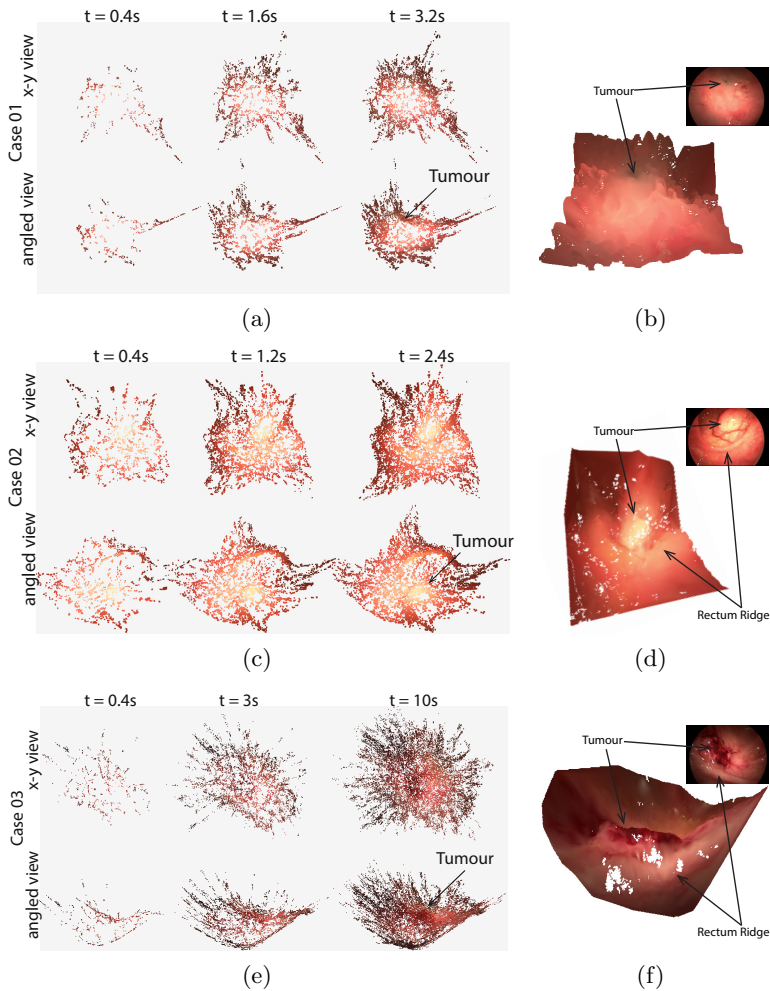 t = 0.4s t = 1.6s t = 3.2s
x-y view
Case 01
angled view
Tumour
Tumour
(a) (b)
t = 0.4s t = 1.2s t = 2.4s
x-y view
Case 02
angled view
Tumour
Tumour
Rectum Ridge
(c) (d)
t = 0.4s t = 3s t = 10s
x-y view
Case 03
angled view
Tumour
Tumour
Rectum Ridge
(e) (f)